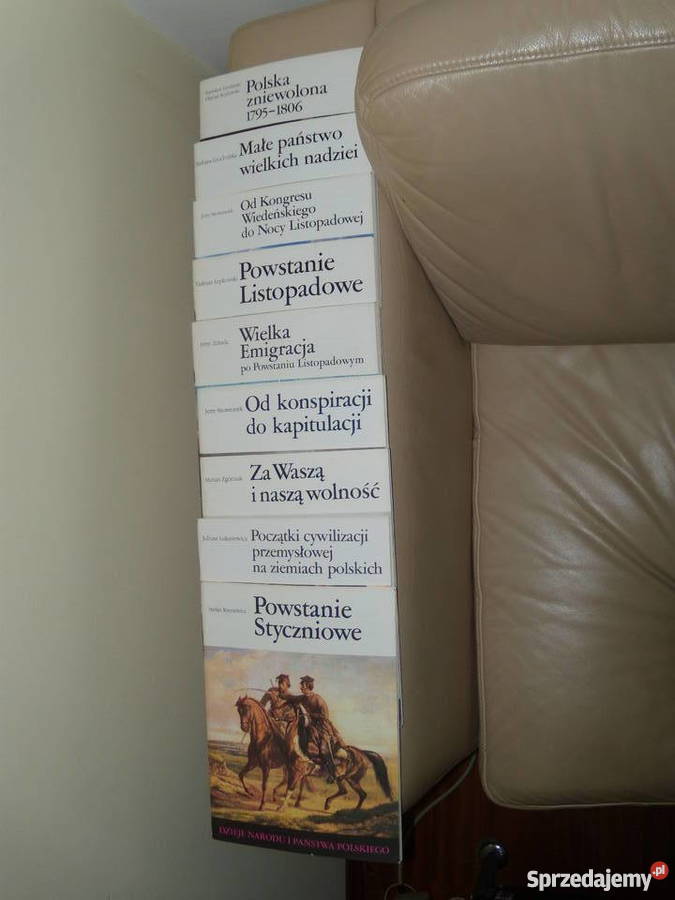 Polska
zniewolona
1795–1806
Małe państwo
wielkich nadziei
Od Kongresu
Wiedeńskiego
do Nocy Listopadowej
Powstanie
Listopadowe
Wielka
Emigracja
po Powstaniu Listopadowym
Od konspiracji
do kapitulacji
Za Waszą
i naszą wolność
Początki cywilizacji
przemysłowej
na ziemiach polskich
Powstanie
Styczniowe
DZIEJE NARODU I PAŃSTWA POLSKIEGO
Sprzedajemy.pl